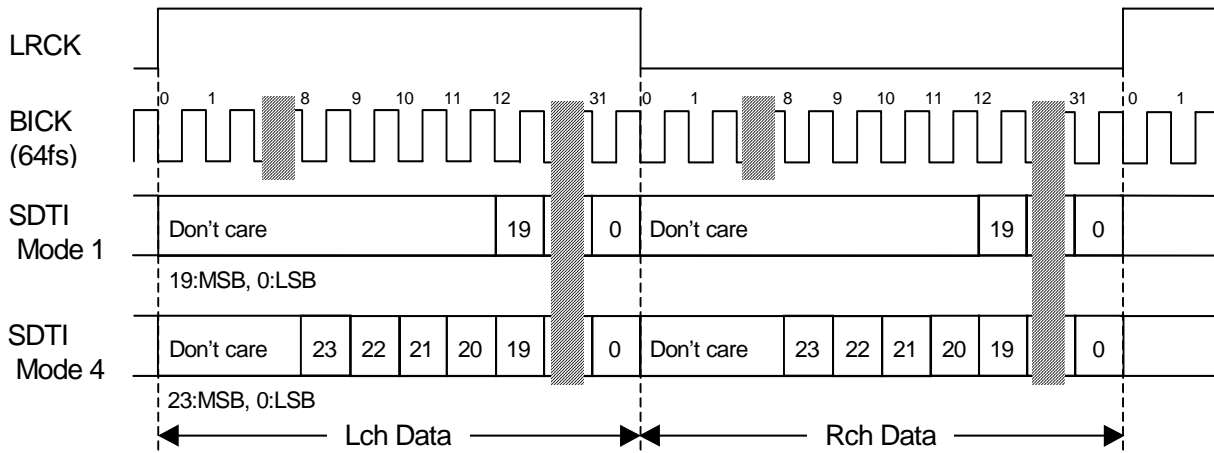 LRCK
0 1 8 9 10 11 12 31 0 1 8 9 10 11 12 31 0 1
BICK
(64fs)
SDTI
Mode 1
Don't care 19 0 Don't care 19 0
19:MSB, 0:LSB
SDTI
Mode 4
Don't care 23 22 21 20 19 0 Don't care 23 22 21 20 19 0
23:MSB, 0:LSB
Lch Data Rch Data